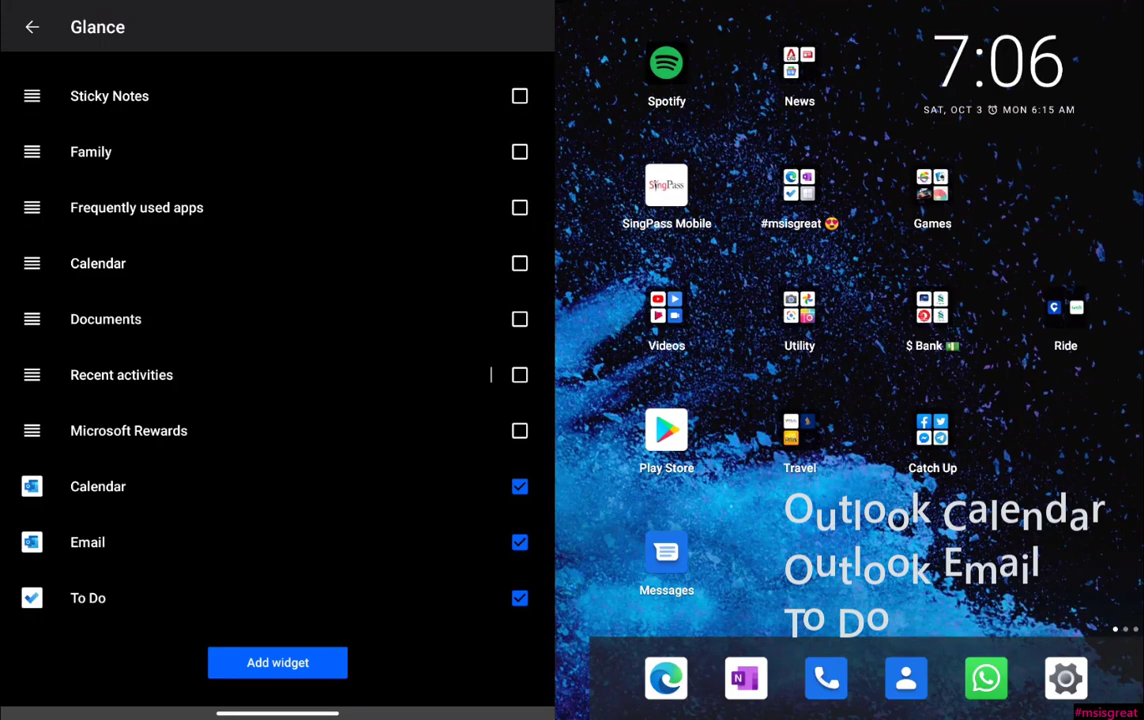 Glance
Sticky Notes
Family
Frequently used apps
Calendar
Documents
Recent activities
Microsoft Rewards
Calendar
Email
To Do
Add widget
7:06
SAT, OCT 3 MON 6:15 AM
Spotify
News
SingPass
SingPass Mobile
#msisgreat 😍
Games
Videos
Utility
$ Bank 💵
Ride
Play Store
Travel
Catch Up
Messages
Outlook Calendar
Outlook Email
To Do
#msisgreat